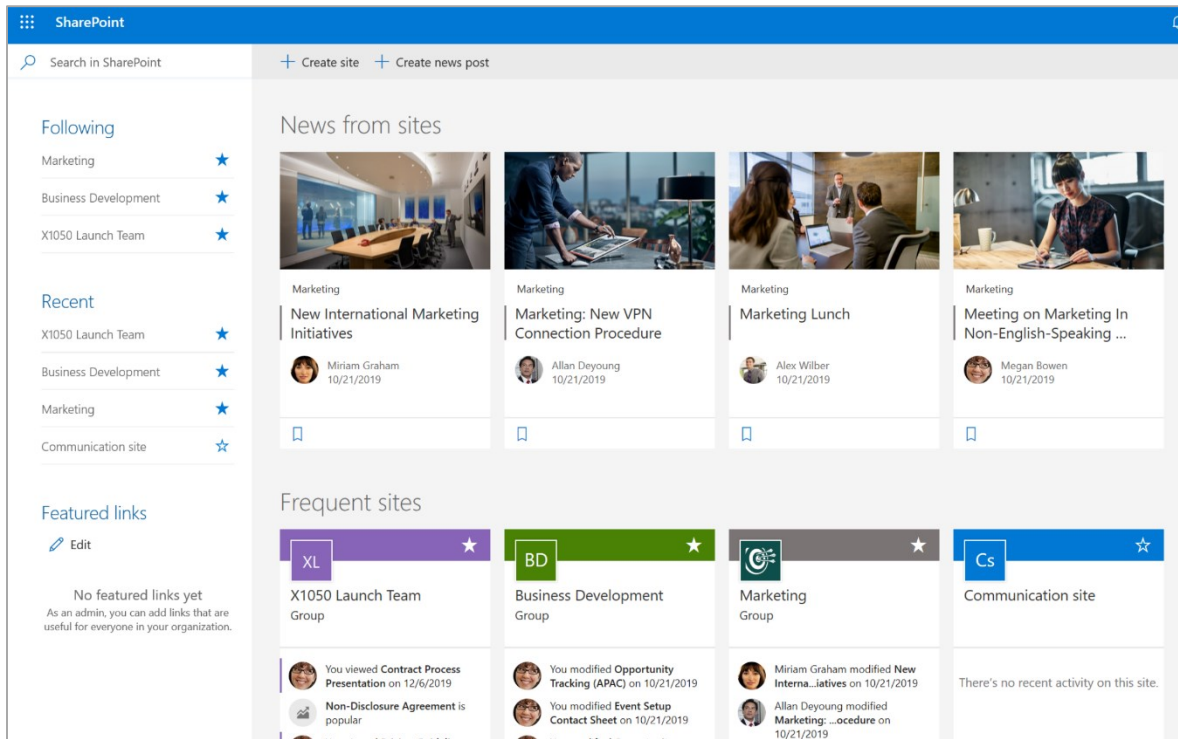 SharePoint
Search in SharePoint
Create site
Create news post
Following
Marketing
Business Development
X1050 Launch Team
Recent
X1050 Launch Team
Business Development
Marketing
Communication site
Featured links
Edit
No featured links yet
As an admin, you can add links that are
useful for everyone in your organization.
News from sites
Marketing
New International Marketing
Initiatives
Miriam Graham
10/21/2019
Marketing
Marketing: New VPN
Connection Procedure
Allan Deyoung
10/21/2019
Marketing
Marketing Lunch
Alex Wilber
10/21/2019
Marketing
Meeting on Marketing In
Non-English-Speaking ...
Megan Bowen
10/21/2019
Frequent sites
XL
X1050 Launch Team
Group
You viewed Contract Process
Presentation on 12/6/2019
Non-Disclosure Agreement is
popular
BD
Business Development
Group
You modified Opportunity
Tracking (APAC) on 10/21/2019
You modified Event Setup
Contact Sheet on 10/21/2019
Marketing
Group
Miriam Graham modified New
Interna...iatives on 10/21/2019
Allan Deyoung modified
Marketing: ...ocedure on
10/21/2019
Cs
Communication site
There's no recent activity on this site.